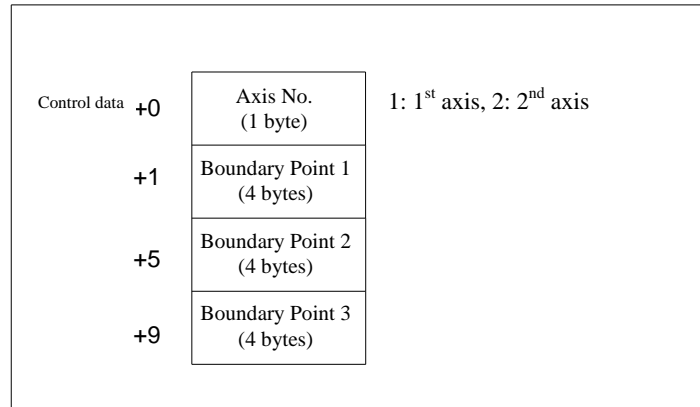 Control data +0 Axis No. 1: 1st axis, 2: 2nd axis
(1 byte)
+1 Boundary Point 1
(4 bytes)
+5 Boundary Point 2
(4 bytes)
+9 Boundary Point 3
(4 bytes)